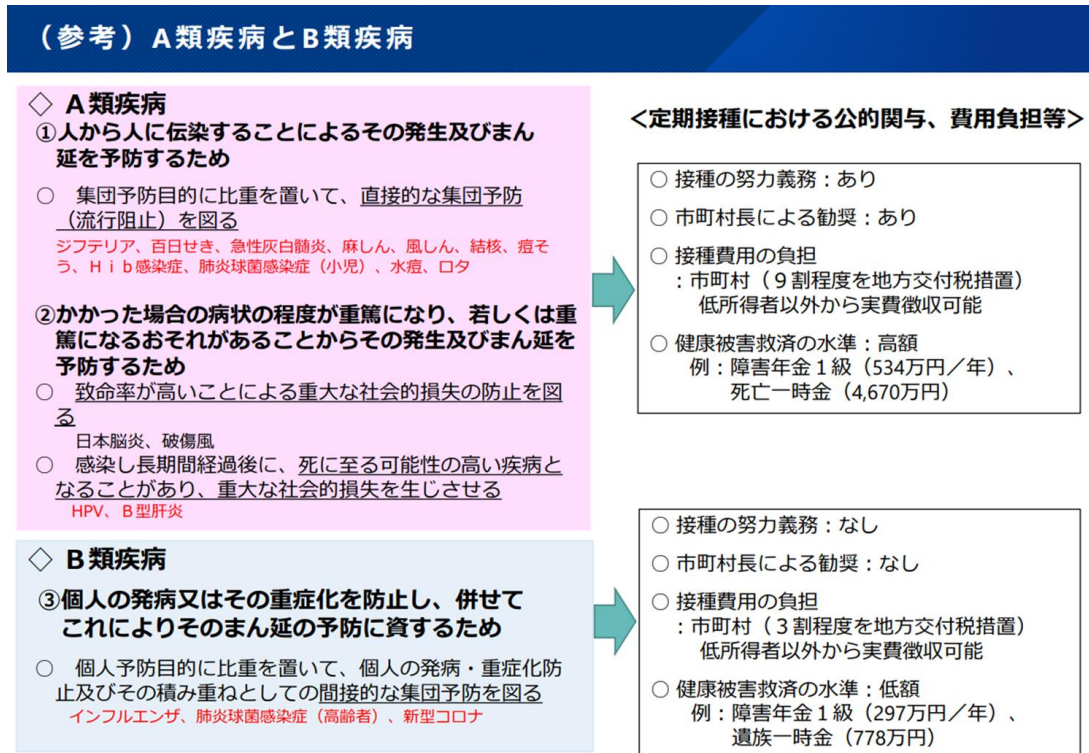 （参考）A類疾病とB類疾病
◇ A類疾病
①人から人に伝染することによるその発生及びまん
延を予防するため
○ 集団予防目的に比重を置いて、直接的な集団予防
（流行阻止）を図る
ジフテリア、百日せき、急性灰白髄炎、麻しん、風しん、結核、痘そ
う、Ｈｉｂ感染症、肺炎球菌感染症（小児）、水痘、ロタ
②かかった場合の病状の程度が重篤になり、若しくは重
篤になるおそれがあることからその発生及びまん延を
予防するため
○ 致命率が高いことによる重大な社会的損失の防止を図
る
日本脳炎、破傷風
○ 感染し長期間経過後に、死に至る可能性の高い疾病と
なることがあり、重大な社会的損失を生じさせる
HPV、Ｂ型肝炎
◇ B類疾病
③個人の発病又はその重症化を防止し、併せて
これによりそのまん延の予防に資するため
○ 個人予防目的に比重を置いて、個人の発病・重症化防
止及びその積み重ねとしての間接的な集団予防を図る
インフルエンザ、肺炎球菌感染症（高齢者）、新型コロナ
＜定期接種における公的関与、費用負担等＞
○ 接種の努力義務：あり
○ 市町村長による勧奨：あり
○ 接種費用の負担
：市町村（９割程度を地方交付税措置）
低所得者以外から実費徴収可能
○ 健康被害救済の水準：高額
例：障害年金１級（534万円／年）、
死亡一時金（4,670万円）
○ 接種の努力義務：なし
○ 市町村長による勧奨：なし
○ 接種費用の負担
：市町村（３割程度を地方交付税措置）
低所得者以外から実費徴収可能
○ 健康被害救済の水準：低額
例：障害年金１級（297万円／年）、
遺族一時金（778万円）